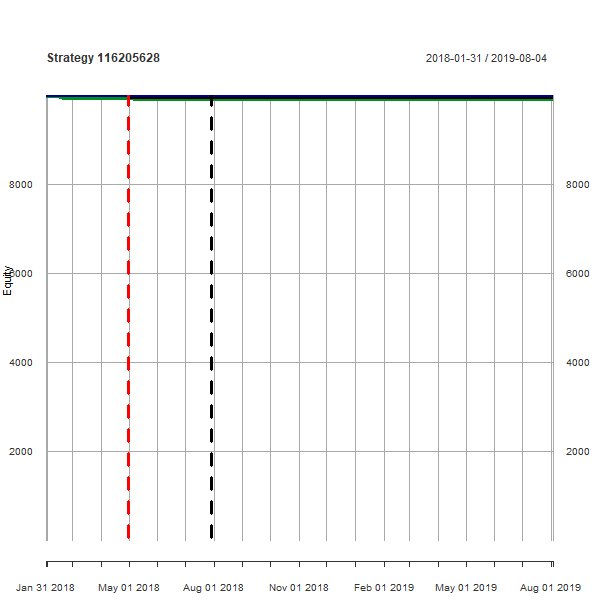 Strategy 116205628
2018-01-31 / 2019-08-04
8000
8000
Equity
6000
6000
4000
4000
2000
2000
Jan 31 2018
May 01 2018
Aug 01 2018
Nov 01 2018
Feb 01 2019
May 01 2019
Aug 01 2019